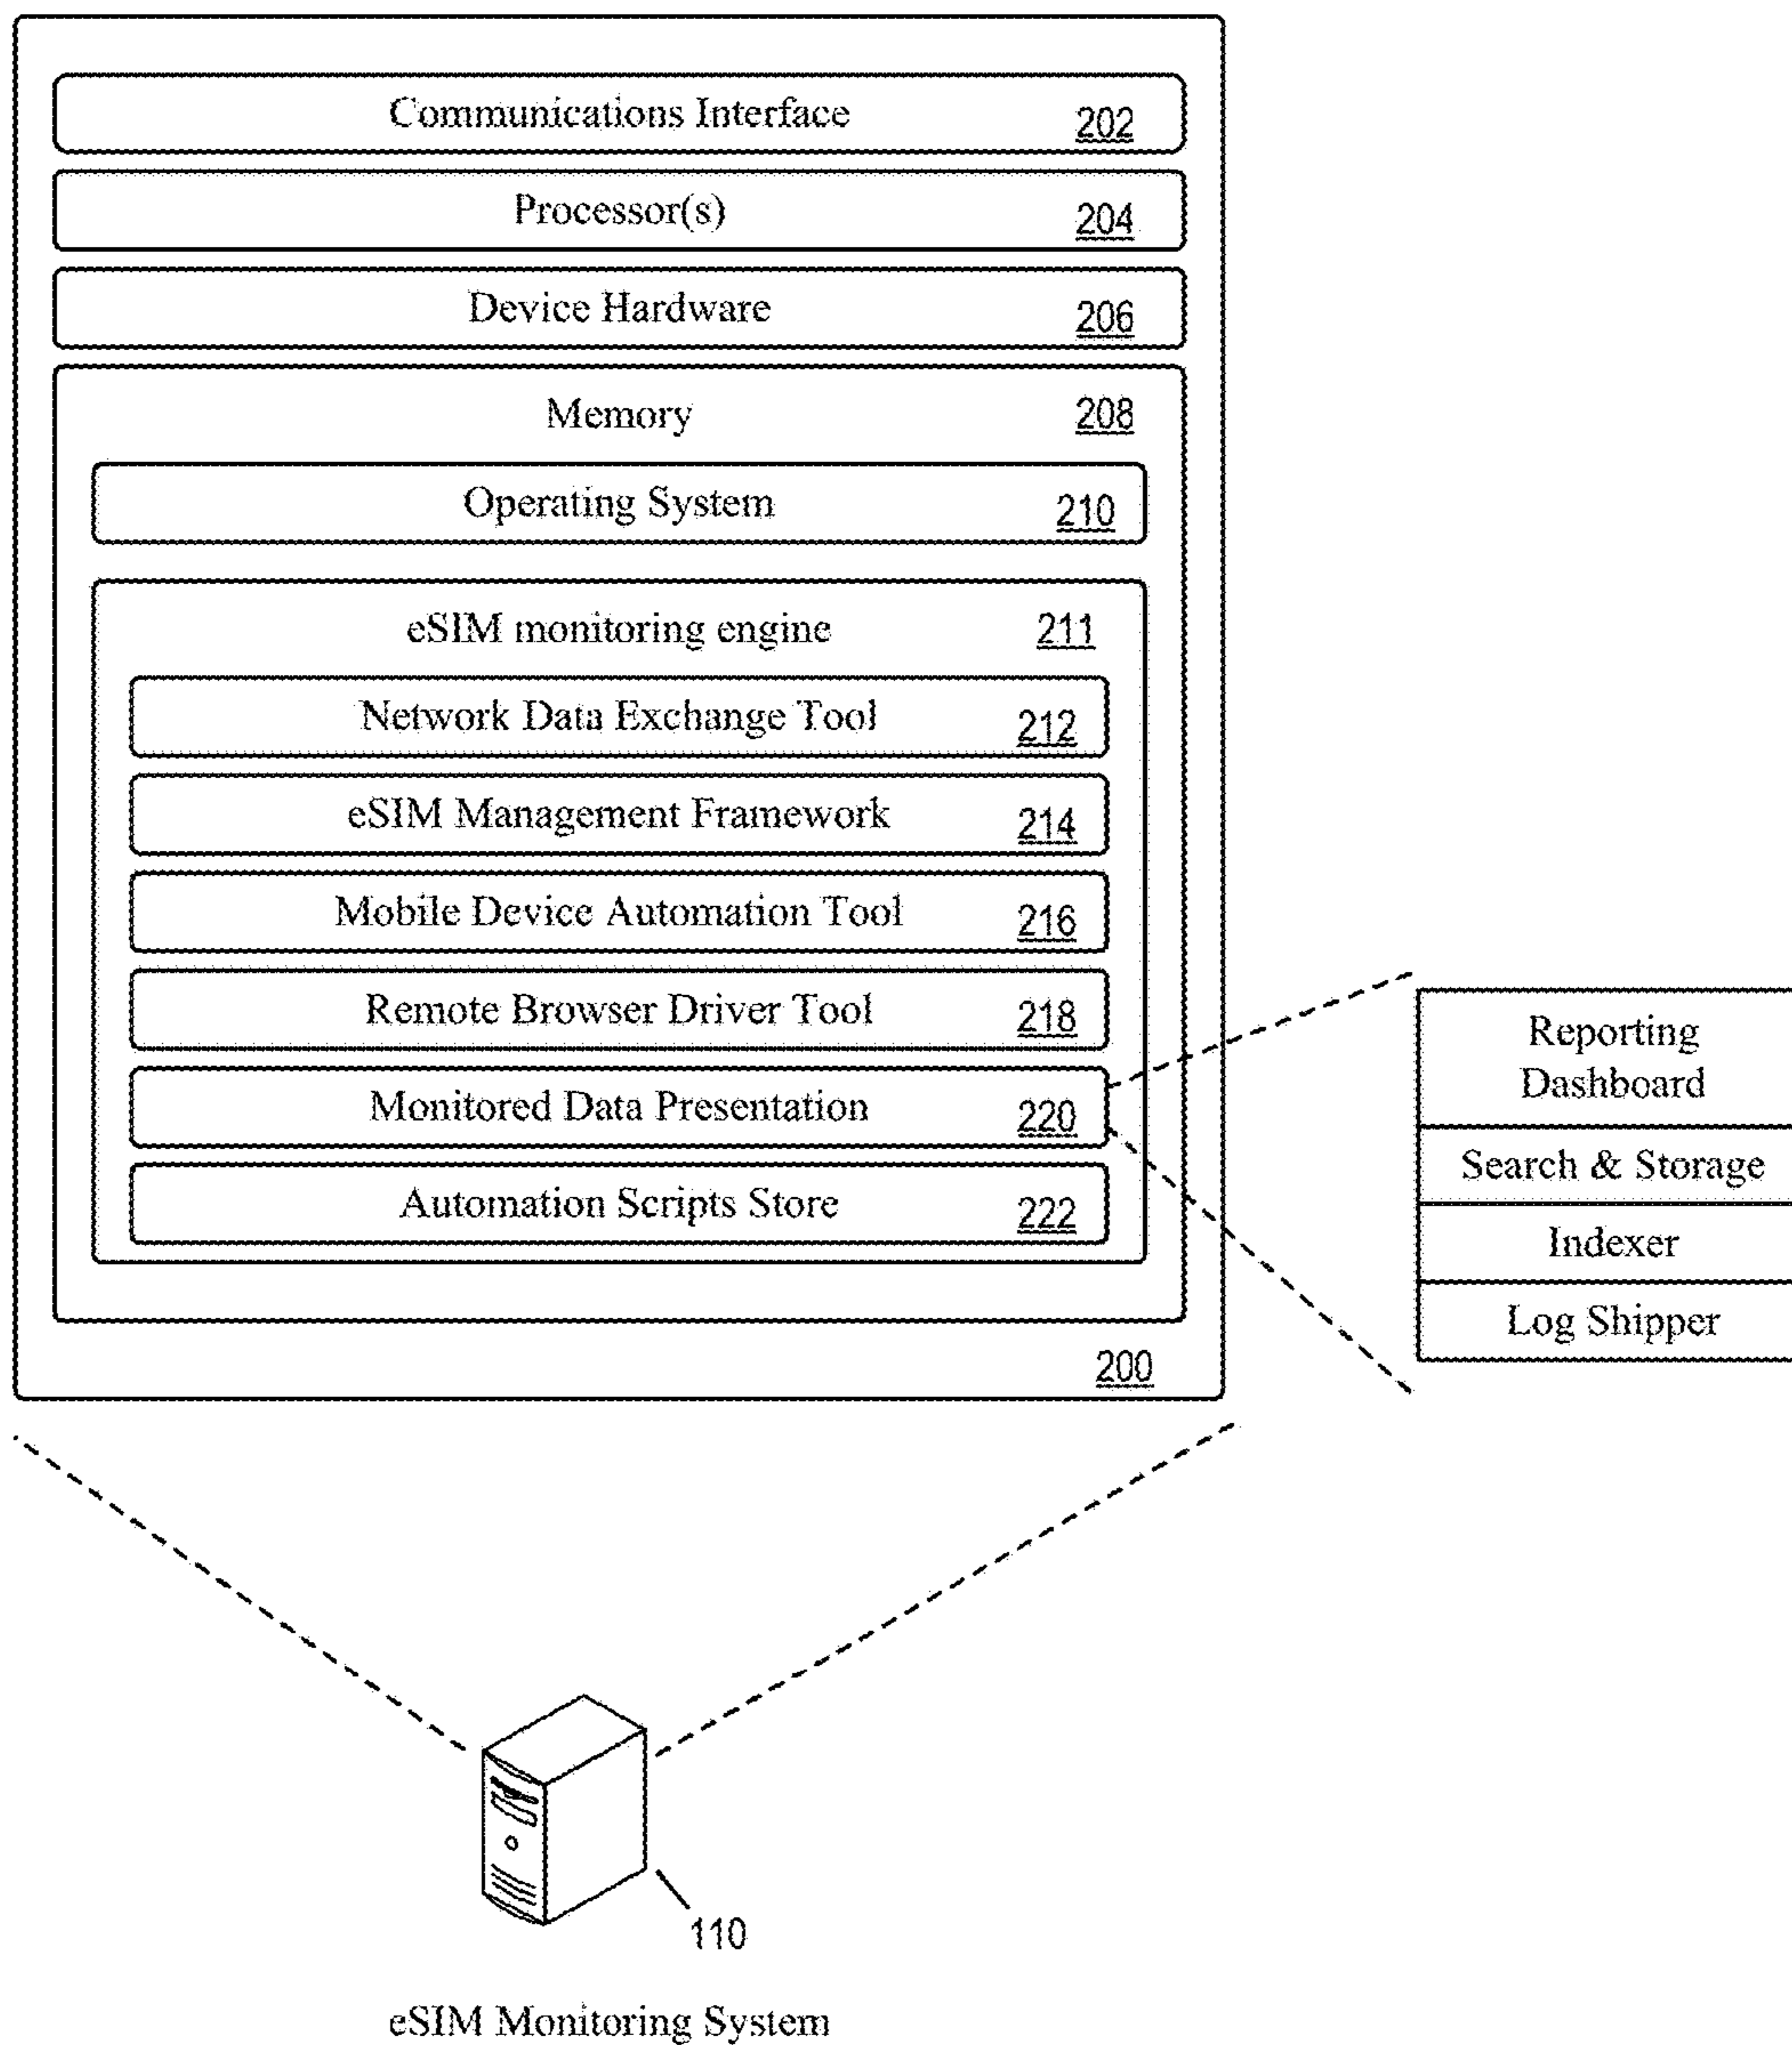 Communications Interface 202
Processor(s) 204
Device Hardware 206
Memory 208
Operating System 210
eSIM monitoring engine 211
Network Data Exchange Tool 212
eSIM Management Framework 214
Mobile Device Automation Tool 216
Remote Browser Driver Tool 218
Monitored Data Presentation 220
Automation Scripts Store 222
200
Reporting
Dashboard
Search & Storage
Indexer
Log Shipper
110
eSIM Monitoring System